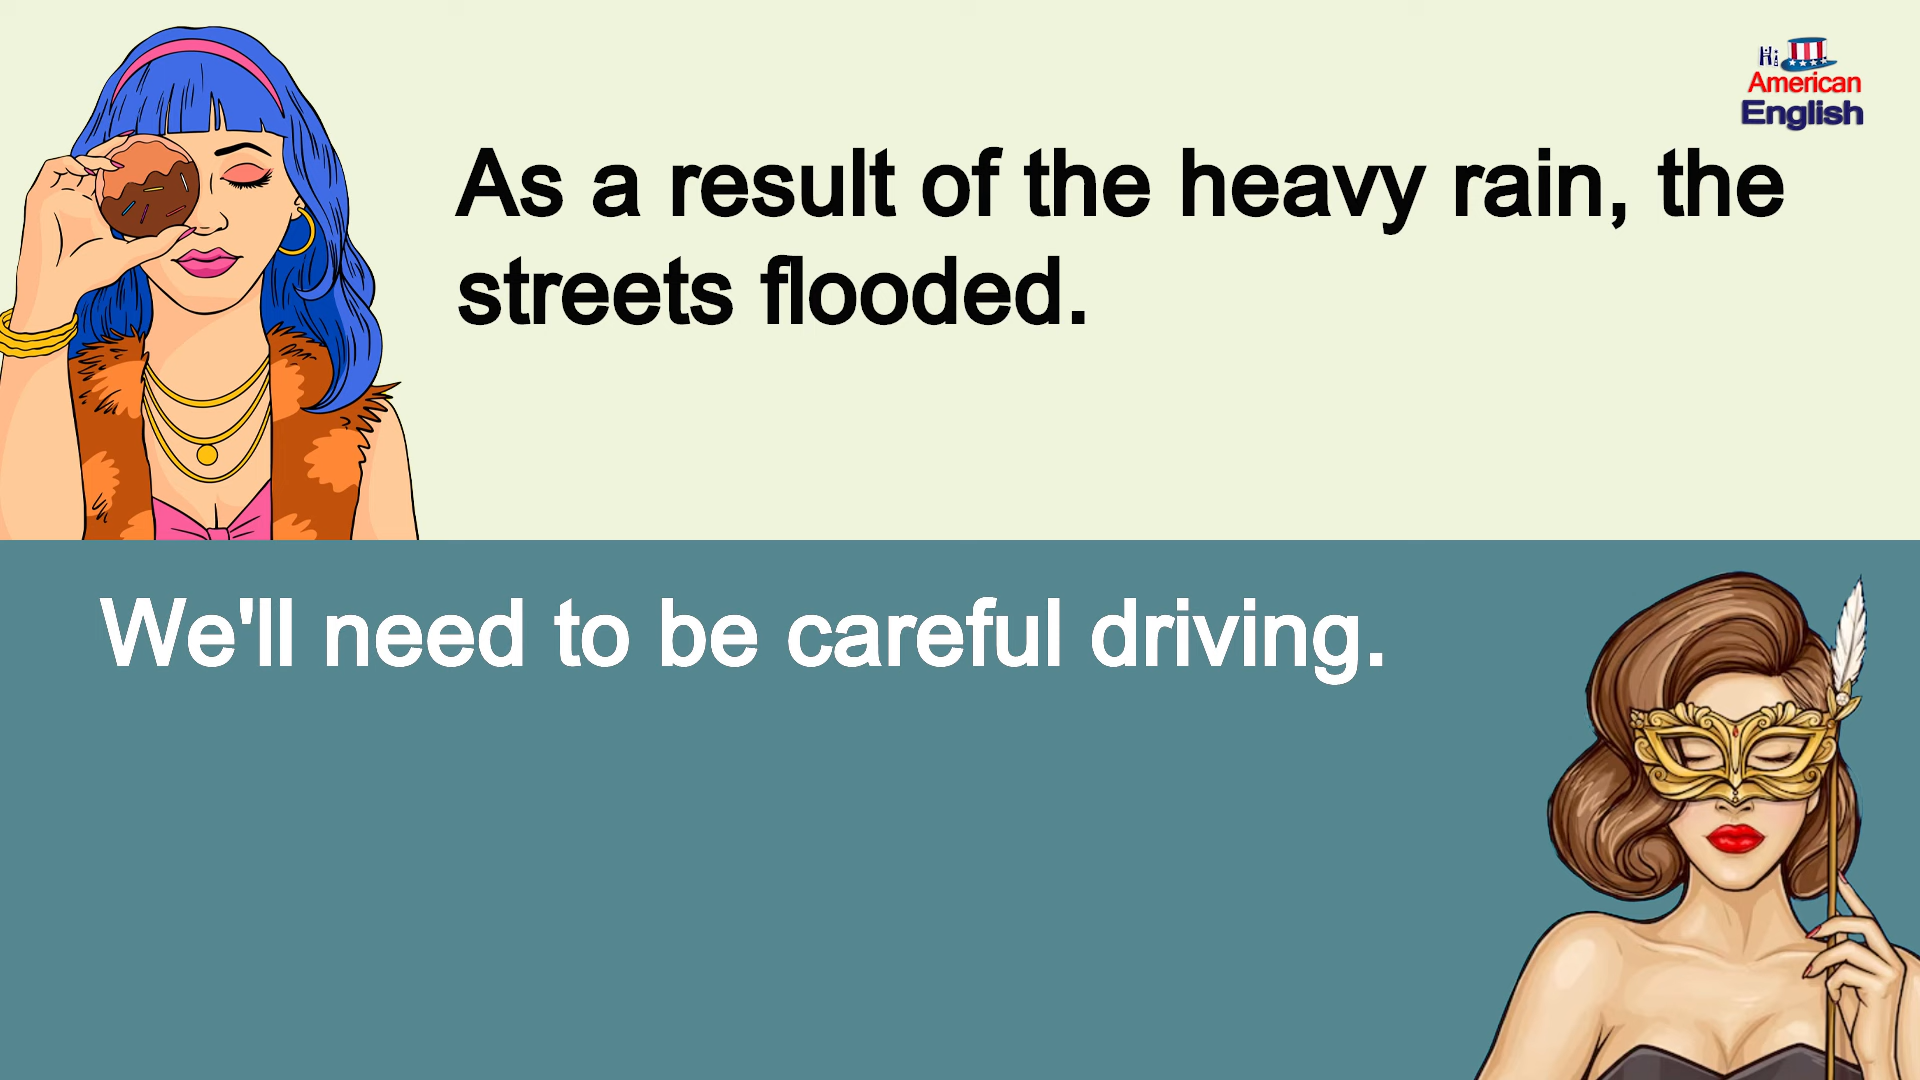 Hi
American
English
As a result of the heavy rain, the
streets flooded.
We'll need to be careful driving.